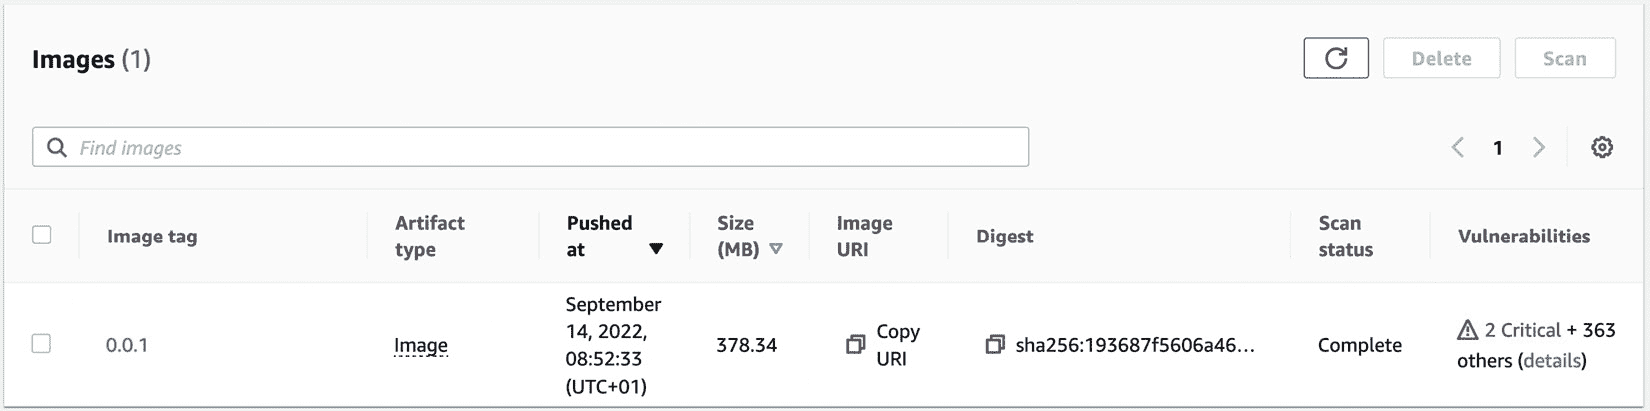 Images (1)
Delete
Scan
Find images
1
Image tag
Artifact
type
Pushed
at
Size
(MB)
Image
URI
Digest
Scan
status
Vulnerabilities
0.0.1
Image
September
14, 2022,
08:52:33
(UTC+01)
378.34
Copy
URI
sha256:193687f5606a46...
Complete
2 Critical + 363
others (details)